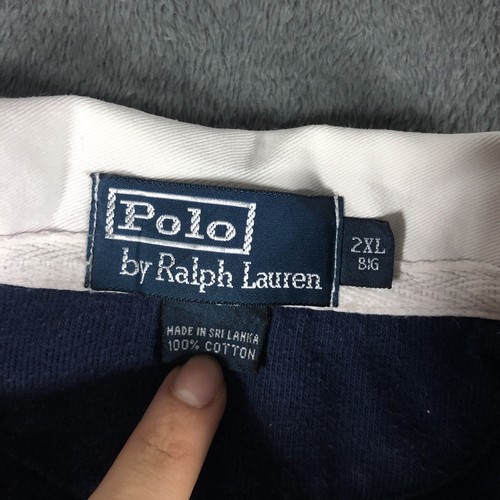 Polo
by Ralph Lauren
2XL
BIG
MADE IN SRI LANKA
100% COTTON